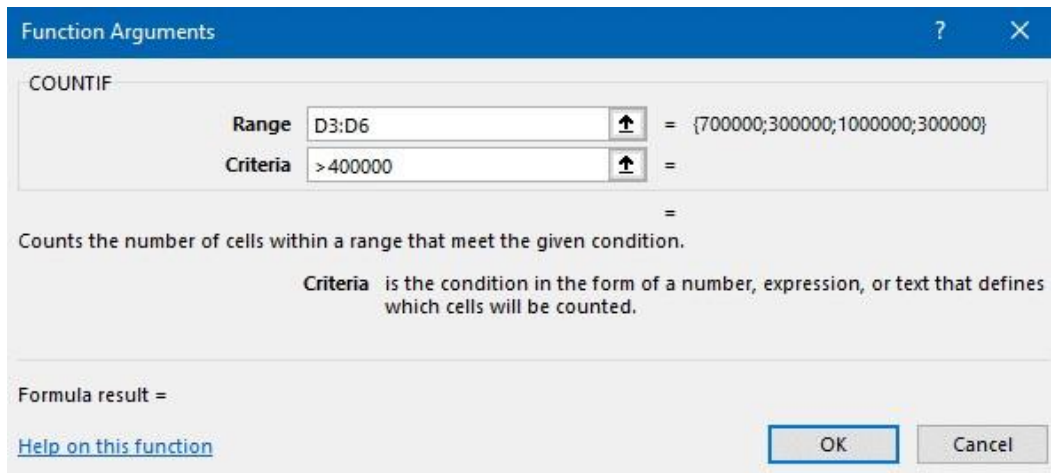 Function Arguments ? ×
COUNTIF
Range D3:D6 = {700000;300000;1000000;300000}
Criteria >400000 =
=
Counts the number of cells within a range that meet the given condition.
Criteria is the condition in the form of a number, expression, or text that defines
which cells will be counted.
Formula result =
Help on this function OK Cancel